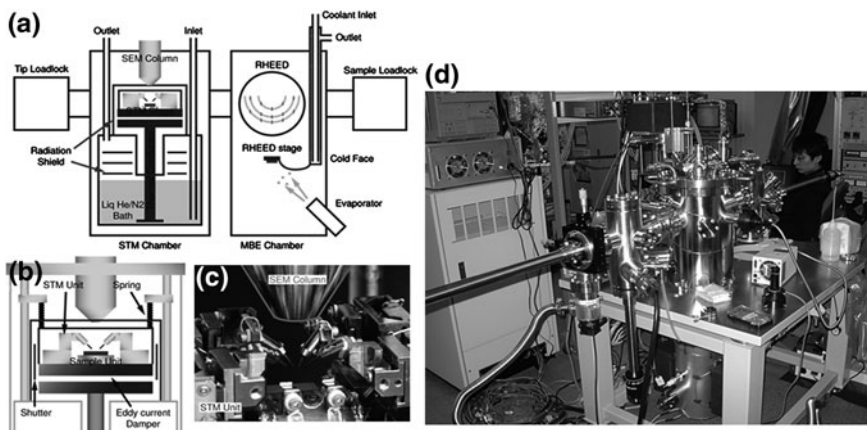 (a)
Outlet
Inlet
SEM Column
Tip Loadlock
Radiation
Shield
Liq He/N2
Bath
STM Chamber
Coolant Inlet
Outlet
RHEED
Sample Loadlock
RHEED stage
Cold Face
Evaporator
MBE Chamber
(b)
STM Unit
Spring
Sample Unit
Shutter
Eddy current
Damper
(c)
SEM Column
STM Unit
(d)